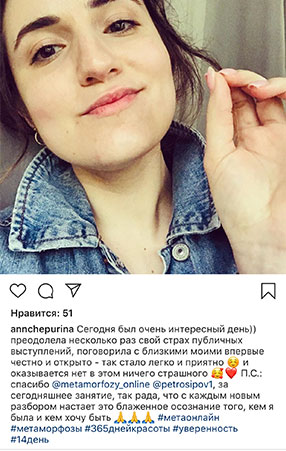 Нравится: 51
annchepurina Сегодня был очень интересный день))
преодолела несколько раз свой страх публичных
выступлений, поговорила с близкими моими впервые
честно и открыто - так стало легко и приятно ☺️ и
оказывается нет в этом ничего страшного 🥰❤️ П.С.:
спасибо @metamorfozy_online @petrosipov1, за
сегодняшнее занятие, так рада, что с каждым новым
разбором настает это блаженное осознание того, кем я
была и кем хочу быть 🙏🙏🙏 #метаонлайн
#метаморфозы #365днейкрасоты #уверенность
#14день